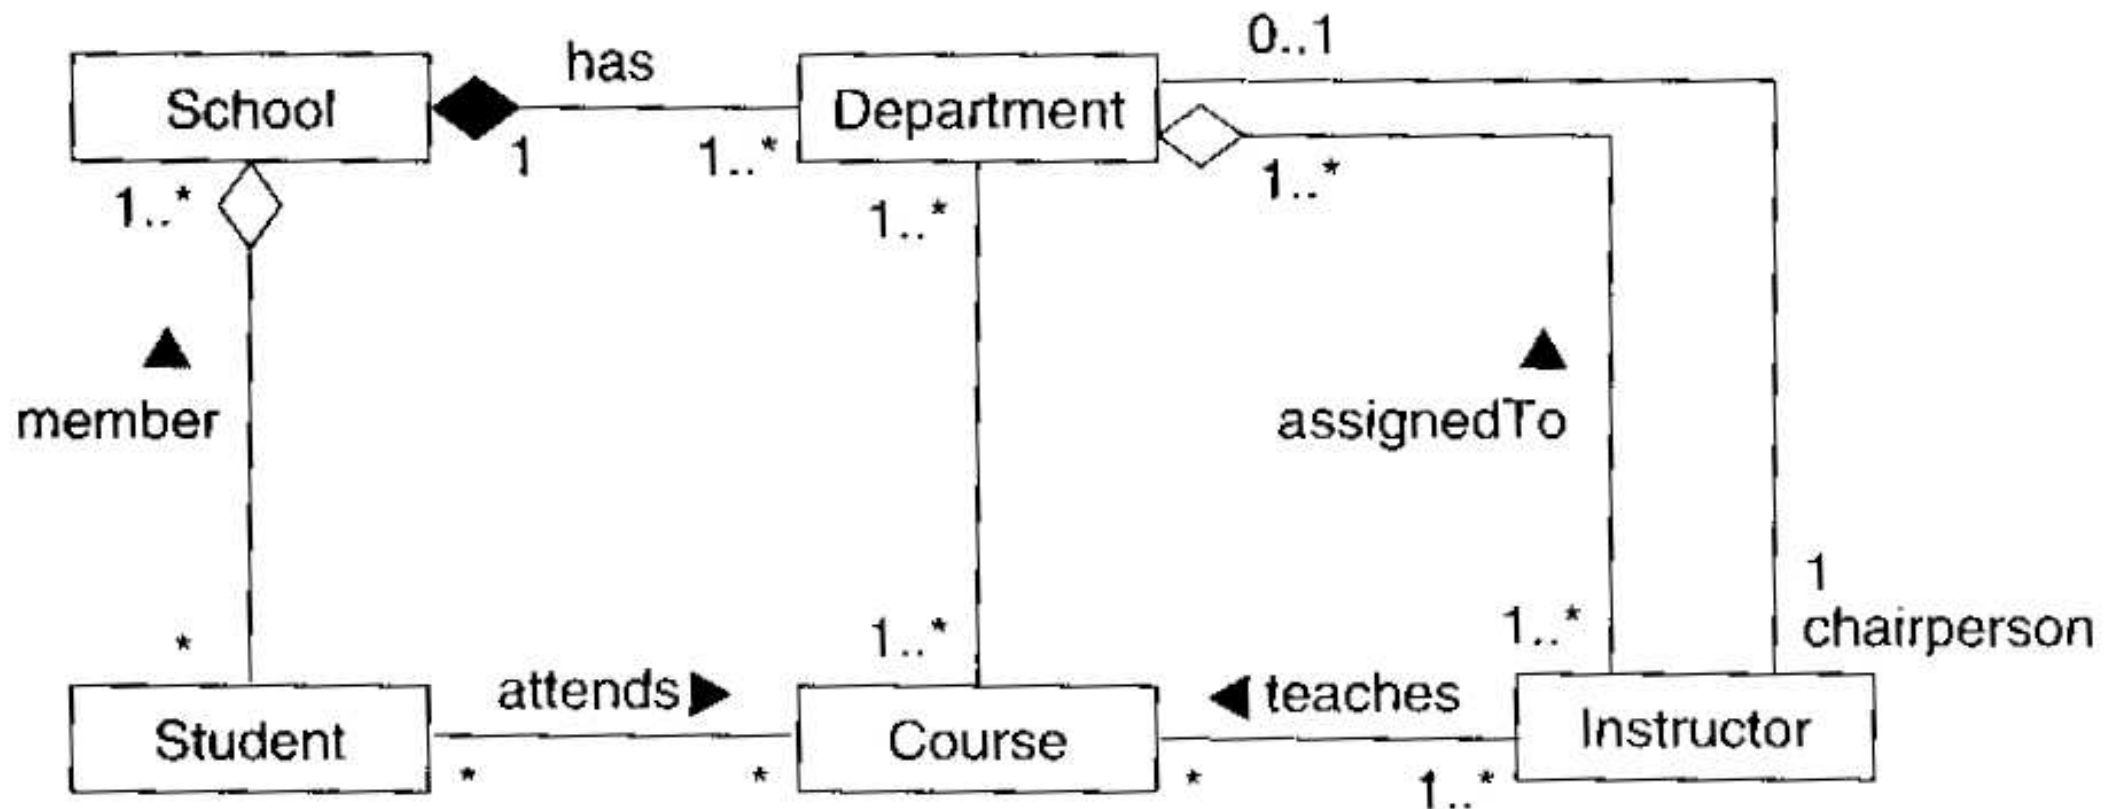 0..1
has
School
Department
1
1..*
1..*
1..*
1..*
member
assignedTo
1
*
1..*
1..*
chairperson
attends
teaches
Student
Course
Instructor
*
*
*
1..*